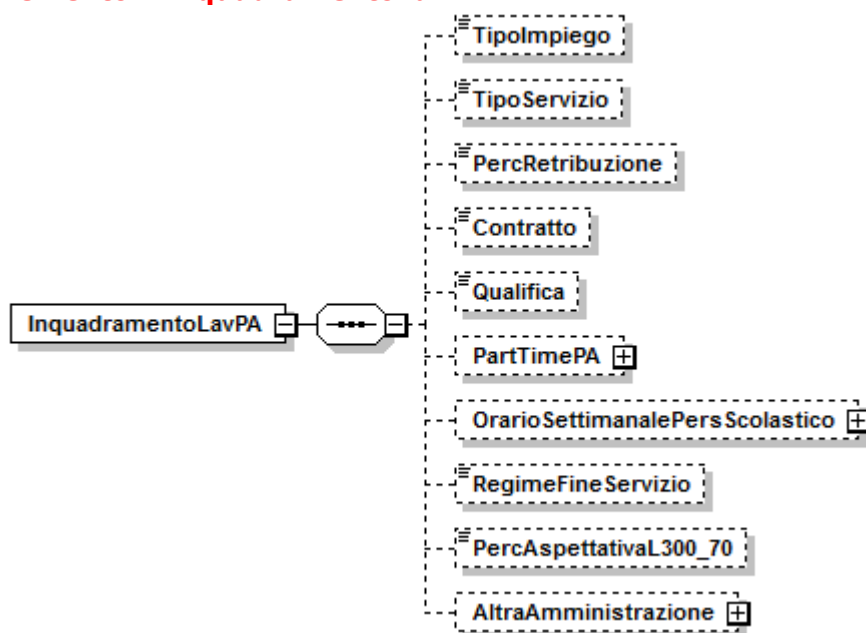 TipoImpiego
TipoServizio
PercRetribuzione
Contratto
Qualifica
InquadramentoLavPA
PartTimePA
OrarioSettimanalePersScolastico
RegimeFineServizio
PercAspettativaL300_70
AltraAmministrazione